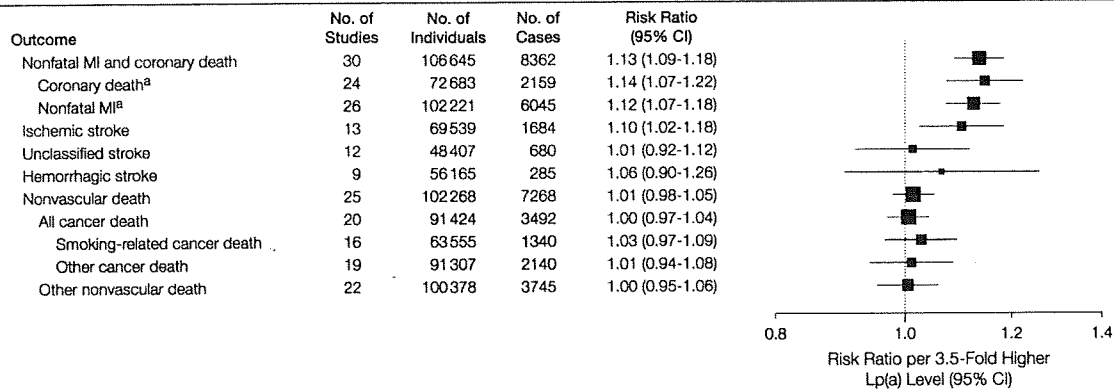 Outcome No. of Studies No. of Individuals No. of Cases Risk Ratio (95% CI)
Nonfatal MI and coronary death 30 106645 8362 1.13 (1.09-1.18)
Coronary deathᵃ 24 72683 2159 1.14 (1.07-1.22)
Nonfatal MIᵃ 26 102221 6045 1.12 (1.07-1.18)
Ischemic stroke 13 69539 1684 1.10 (1.02-1.18)
Unclassified stroke 12 48407 680 1.01 (0.92-1.12)
Hemorrhagic stroke 9 56165 285 1.06 (0.90-1.26)
Nonvascular death 25 102268 7268 1.01 (0.98-1.05)
All cancer death 20 91424 3492 1.00 (0.97-1.04)
Smoking-related cancer death 16 63555 1340 1.03 (0.97-1.09)
Other cancer death 19 91307 2140 1.01 (0.94-1.08)
Other nonvascular death 22 100378 3745 1.00 (0.95-1.06)
0.8 1.0 1.2 1.4
Risk Ratio per 3.5-Fold Higher
Lp(a) Level (95% CI)